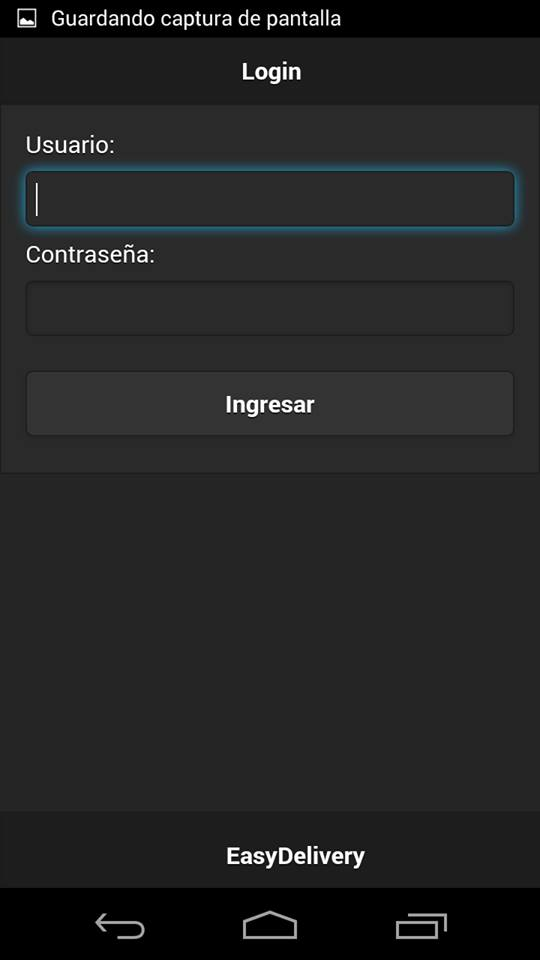 Guardando captura de pantalla
Login
Usuario:
Contraseña:
Ingresar
EasyDelivery